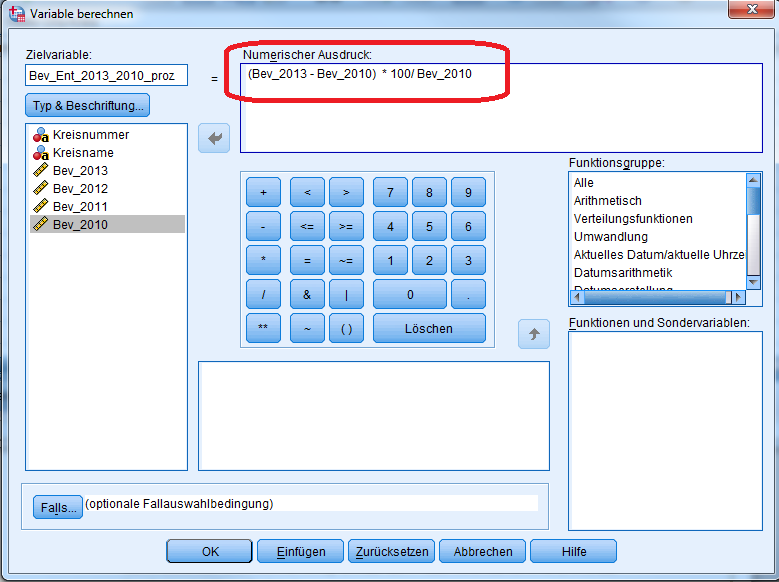 Variable berechnen
Zielvariable:
Bev_Ent_2013_2010_proz
=
Numerischer Ausdruck:
(Bev_2013 - Bev_2010) * 100/ Bev_2010
Typ & Beschriftung...
Kreisnummer
Kreisname
Bev_2013
Bev_2012
Bev_2011
Bev_2010
+ < > 7 8 9
- <= >= 4 5 6
* = ~= 1 2 3
/ & | 0 .
** ~ ( ) Löschen
Funktionsgruppe:
Alle
Arithmetisch
Verteilungsfunktionen
Umwandlung
Aktuelles Datum/aktuelle Uhrze
Datumsarithmetik
Datumserstellung
Funktionen und Sondervariablen:
Falls... (optionale Fallauswahlbedingung)
OK Einfügen Zurücksetzen Abbrechen Hilfe